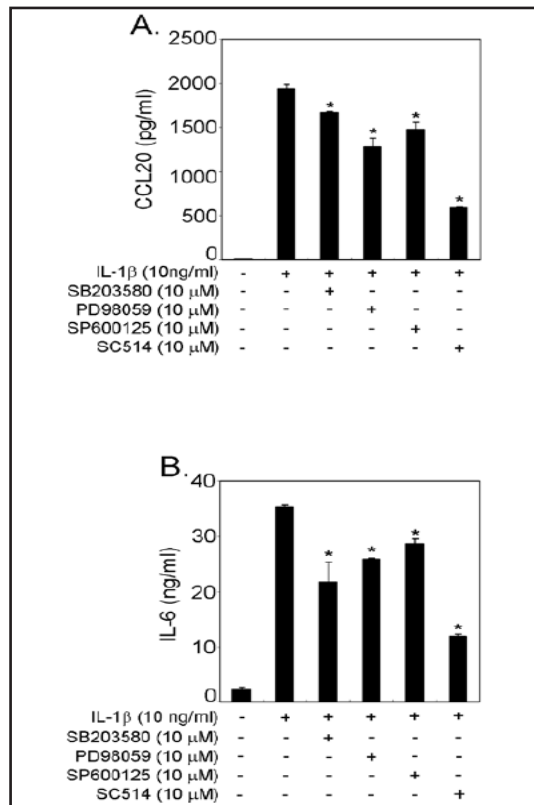 A.
2500
2000
1500
1000
500
0
CCL20 (pg/ml)
* * * *
IL-1β (10ng/ml) - + + + + +
SB203580 (10 μM) - - + - - -
PD98059 (10 μM) - - - + - -
SP600125 (10 μM) - - - - + -
SC514 (10 μM) - - - - - +
B.
40
30
20
10
0
IL-6 (ng/ml)
* * * *
IL-1β (10 ng/ml) - + + + + +
SB203580 (10 μM) - - + - - -
PD98059 (10 μM) - - - + - -
SP600125 (10 μM) - - - - + -
SC514 (10 μM) - - - - - +